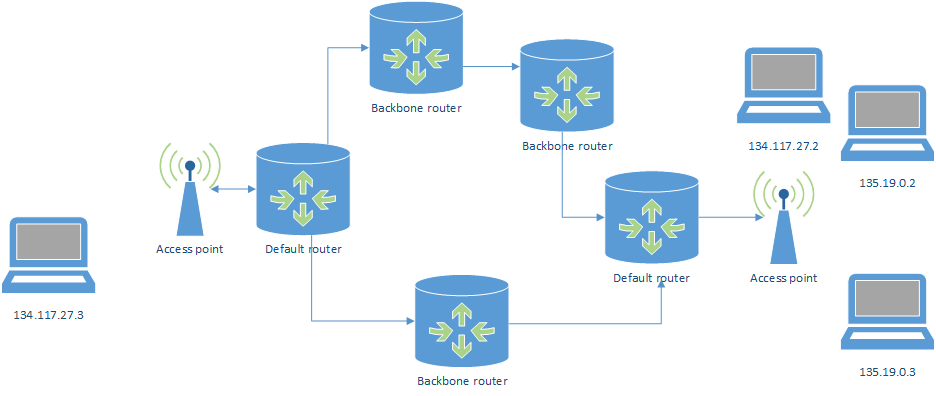 Backbone router
Backbone router
134.117.27.2
135.19.0.2
Access point
Default router
Default router
Access point
134.117.27.3
135.19.0.3
Backbone router